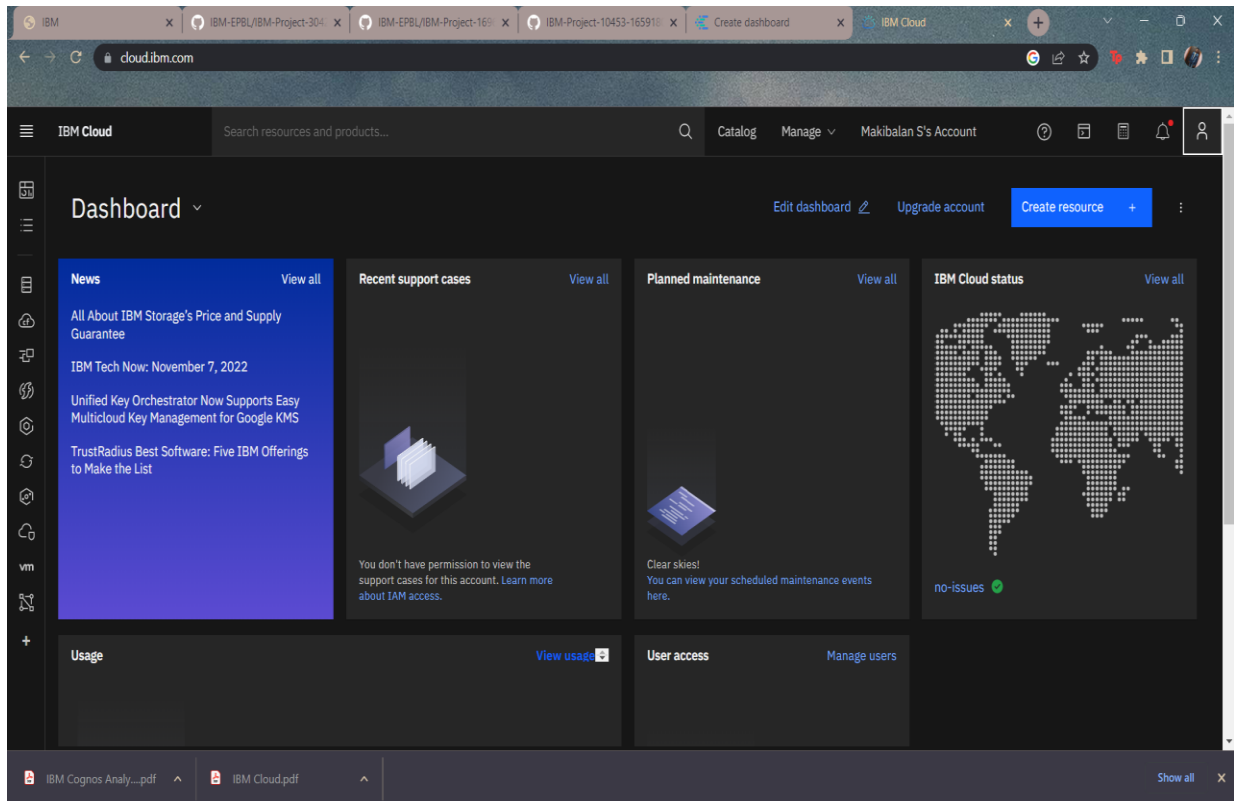 IBM
IBM-EPBL/IBM-Project-304
IBM-EPBL/IBM-Project-169
IBM-Project-10453-165918
Create dashboard
IBM Cloud
cloud.ibm.com
IBM Cloud
Search resources and products...
Catalog
Manage
Makibalan S's Account
Dashboard
Edit dashboard
Upgrade account
Create resource +
News
View all
All About IBM Storage's Price and Supply
Guarantee
IBM Tech Now: November 7, 2022
Unified Key Orchestrator Now Supports Easy
Multicloud Key Management for Google KMS
TrustRadius Best Software: Five IBM Offerings
to Make the List
Recent support cases
View all
You don't have permission to view the
support cases for this account. Learn more
about IAM access.
Planned maintenance
View all
Clear skies!
You can view your scheduled maintenance events
here.
IBM Cloud status
View all
no-issues
vm
Usage
View usage
User access
Manage users
IBM Cognos Analy....pdf
IBM Cloud.pdf
Show all